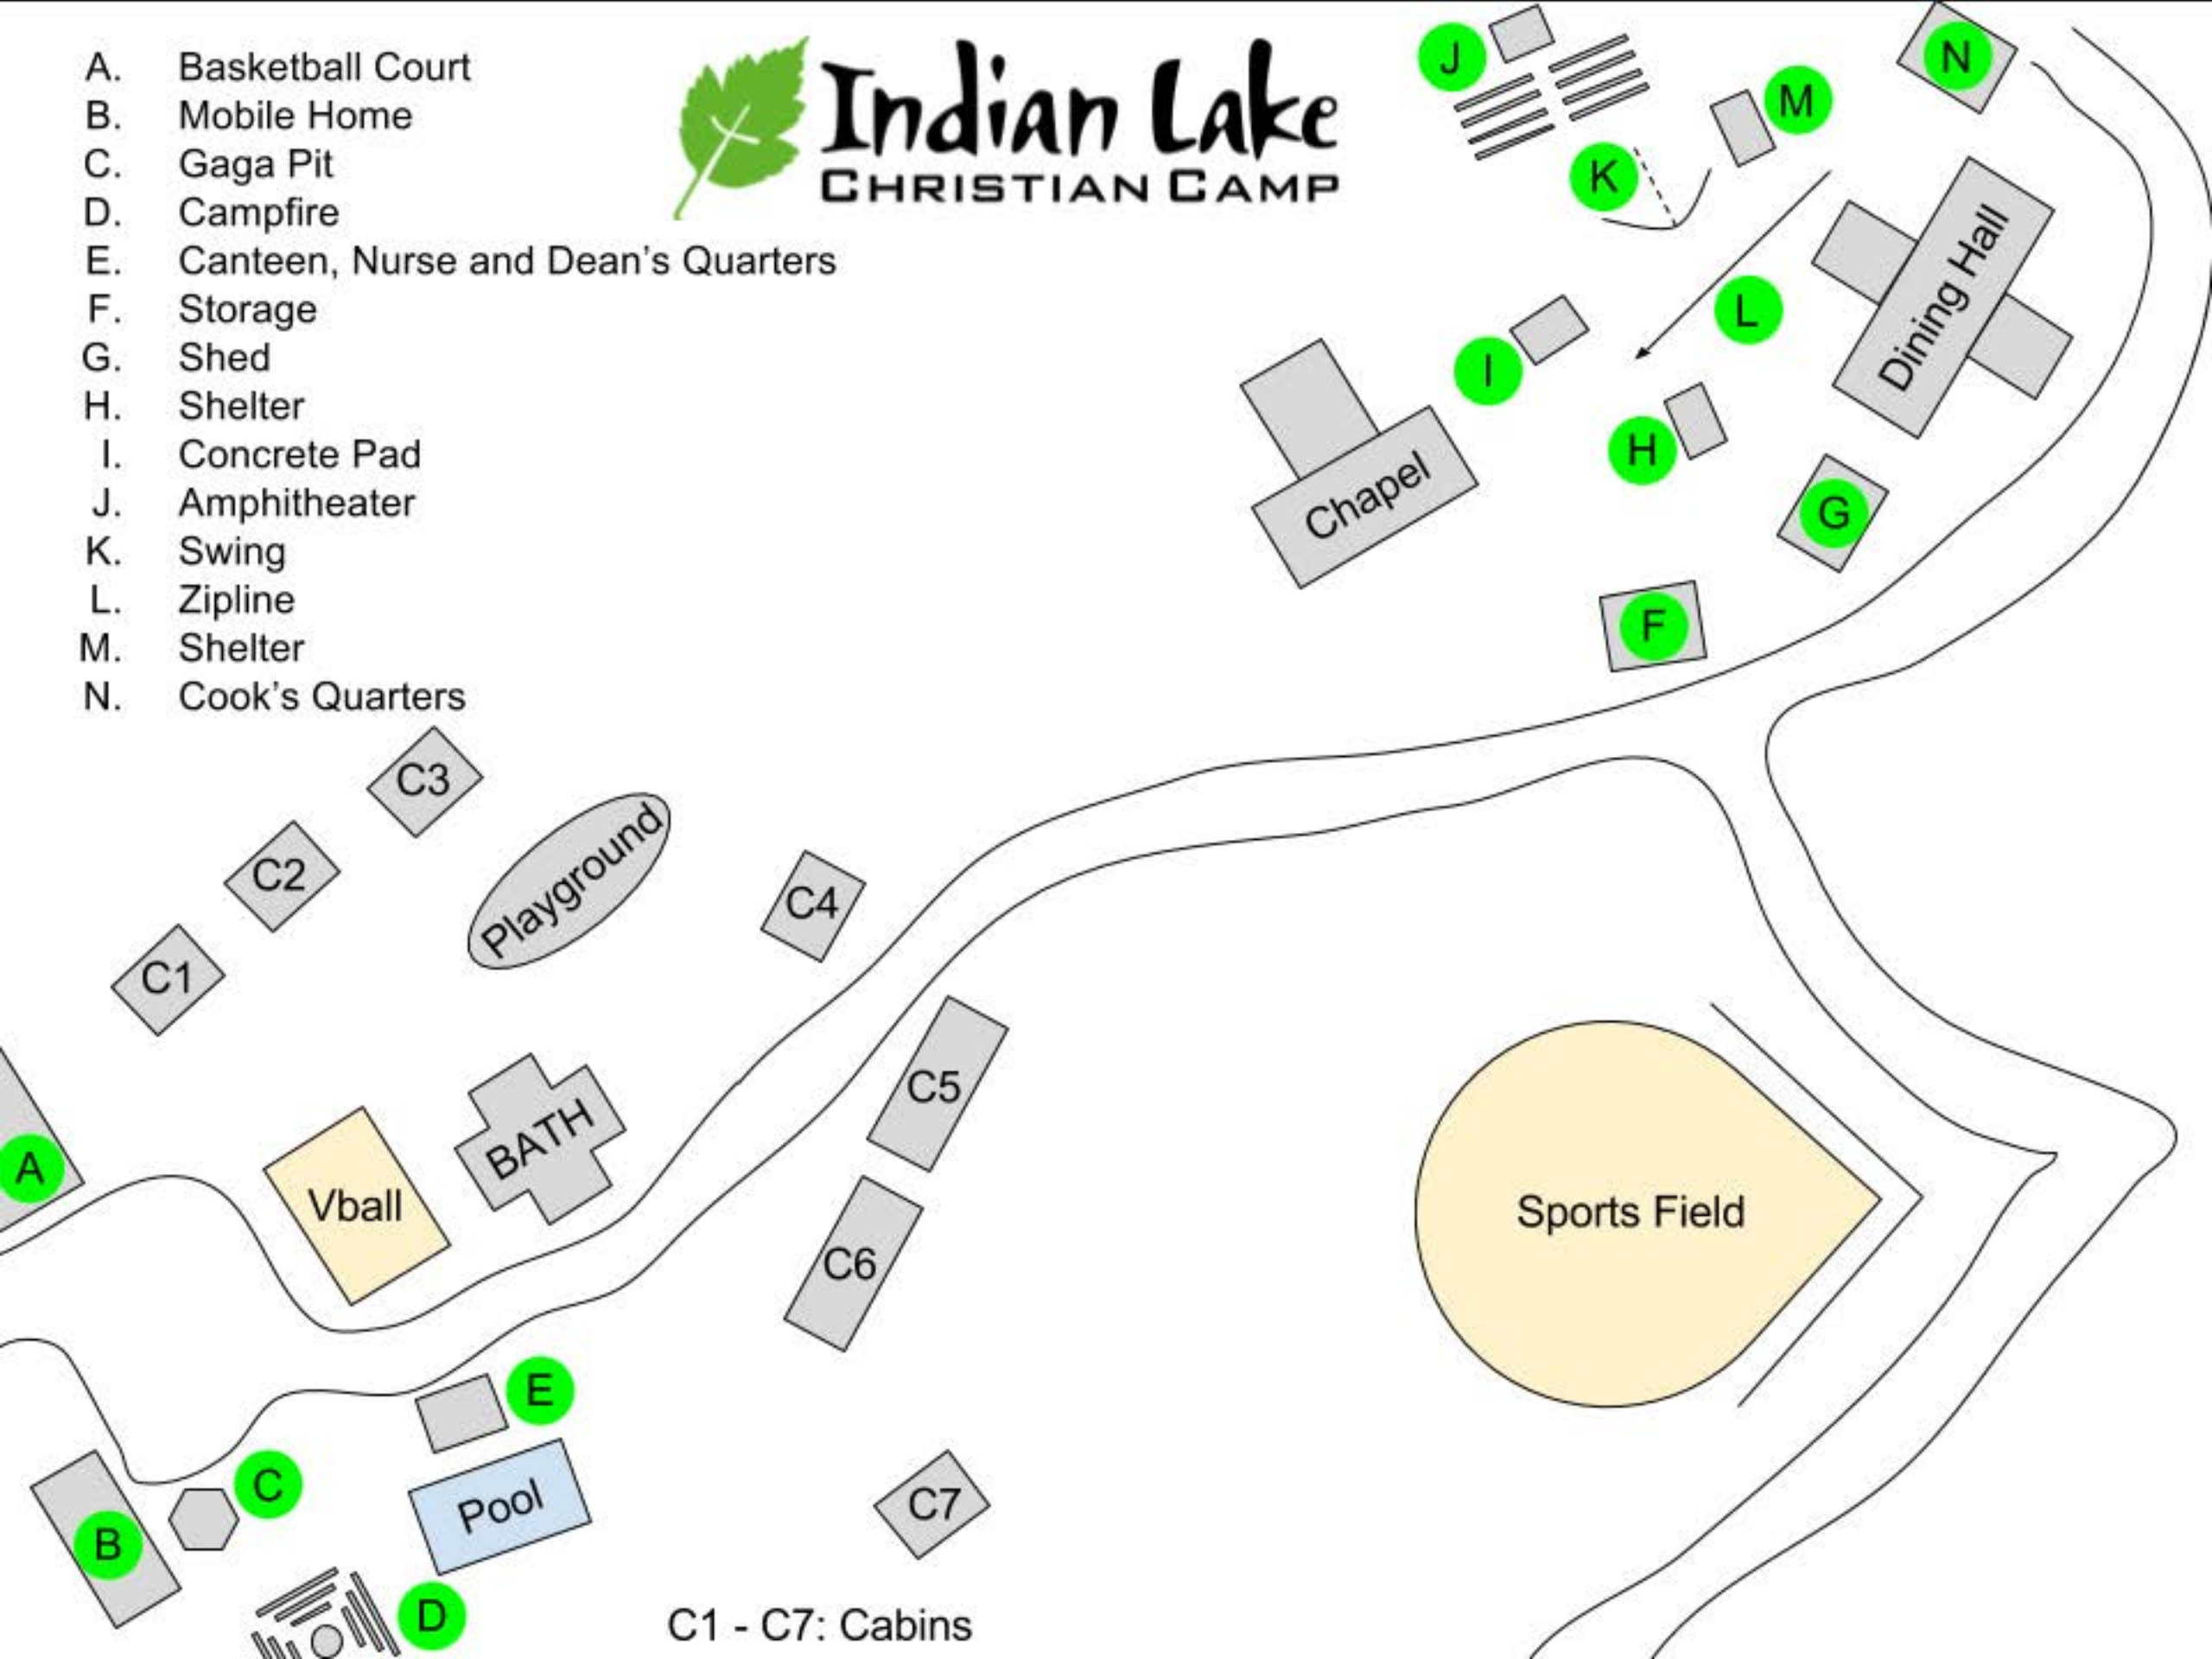 Indian Lake
CHRISTIAN CAMP
A. Basketball Court
B. Mobile Home
C. Gaga Pit
D. Campfire
E. Canteen, Nurse and Dean's Quarters
F. Storage
G. Shed
H. Shelter
I. Concrete Pad
J. Amphitheater
K. Swing
L. Zipline
M. Shelter
N. Cook's Quarters
J
N
M
K
L
Dining Hall
I
H
Chapel
G
F
C3
Playground
C2
C4
C1
C5
BATH
A
Vball
Sports Field
C6
E
C
Pool
C7
B
D
C1 - C7: Cabins